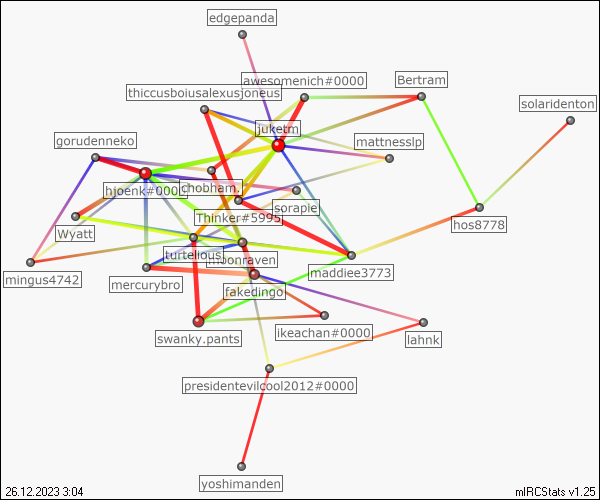 edgepanda
awesomenich#0000
Bertram
thiccusboiusalexusjoneus
solaridenton
juketm
mattnesslp
gorudenneko
hjoenk#0000
chobham.
sorapie
Thinker#5995
hos8778
Wyatt
turtelious.
moonraven
maddiee3773
mingus4742
mercurybro
fakedingo
swanky.pants
ikeachan#0000
lahnk
presidentevilcool2012#0000
yoshimanden
26.12.2023 3:04
mIRCStats v1.25